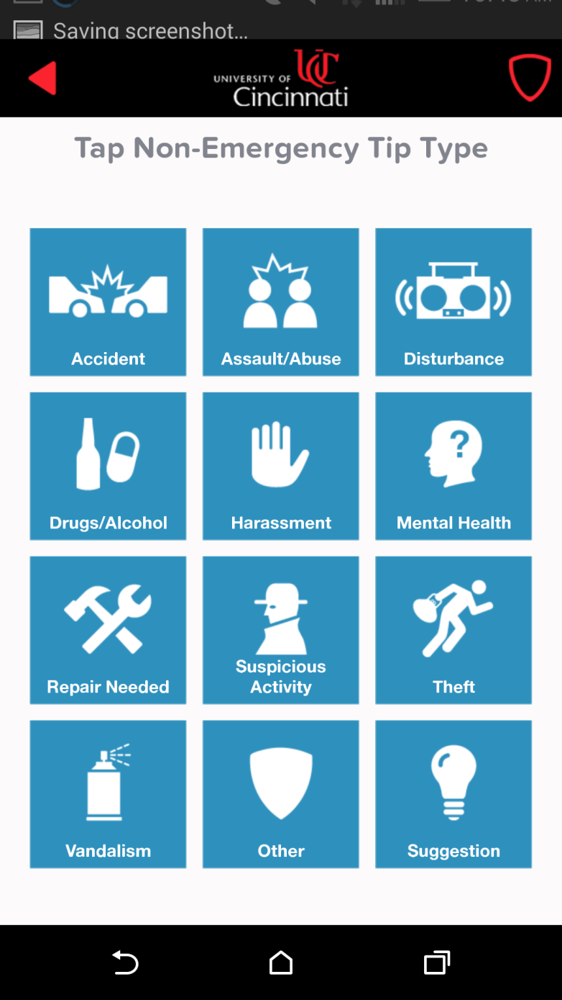 Saving screenshot...
UC
UNIVERSITY OF
Cincinnati
Tap Non-Emergency Tip Type
Accident
Assault/Abuse
Disturbance
Drugs/Alcohol
Harassment
?
Mental Health
Repair Needed
Suspicious
Activity
Theft
Vandalism
Other
Suggestion